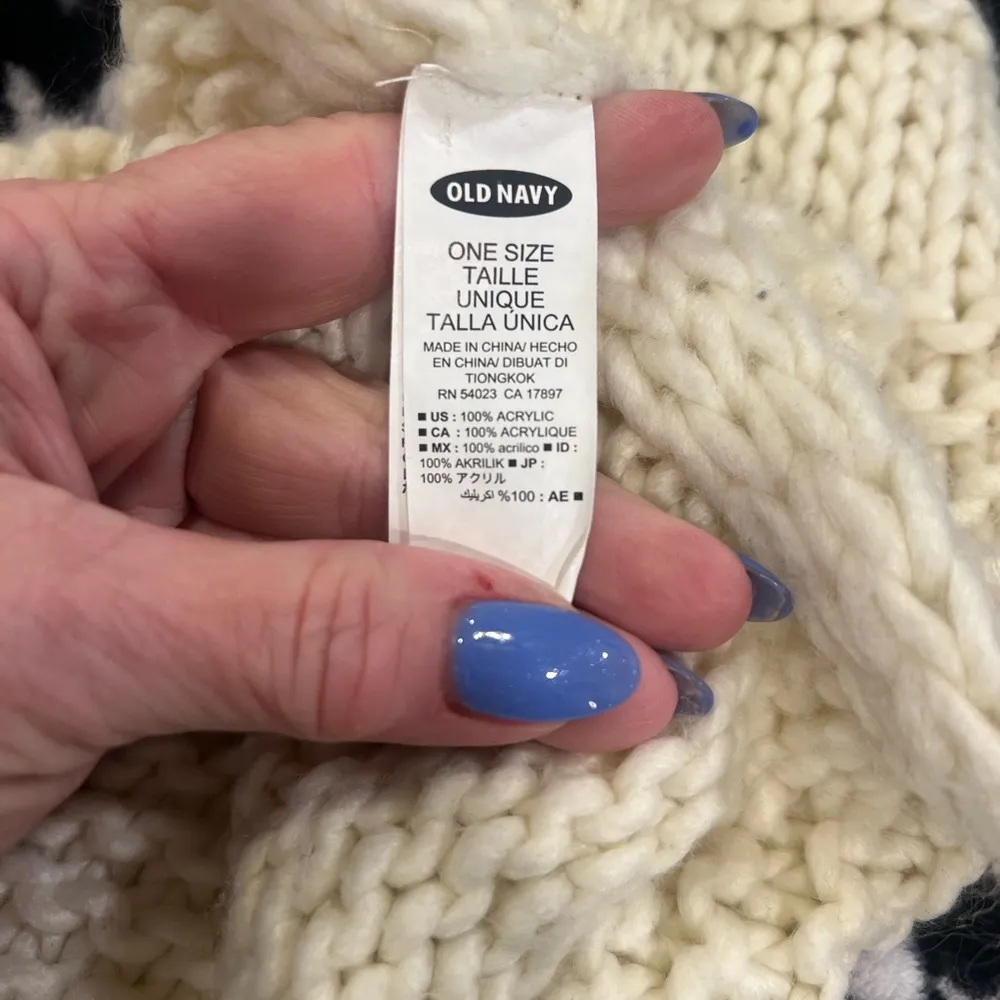 OLD NAVY
ONE SIZE
TAILLE
UNIQUE
TALLA ÚNICA
MADE IN CHINA/ HECHO
EN CHINA/ DIBUAT DI
TIONGKOK
RN 54023 CA 17897
■ US : 100% ACRYLIC
■ CA : 100% ACRYLIQUE
■ MX : 100% acrilico ■ ID :
100% AKRILIK ■ JP :
100% アクリル
■ AE : 100% اكريليك